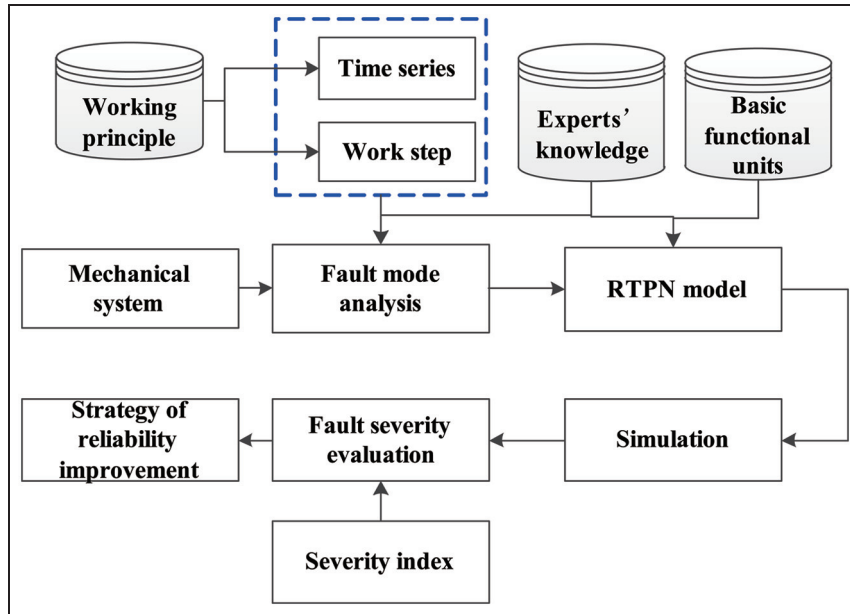 Working
principle
Time series
Work step
Experts’
knowledge
Basic
functional
units
Mechanical
system
Fault mode
analysis
RTPN model
Strategy of
reliability
improvement
Fault severity
evaluation
Simulation
Severity index